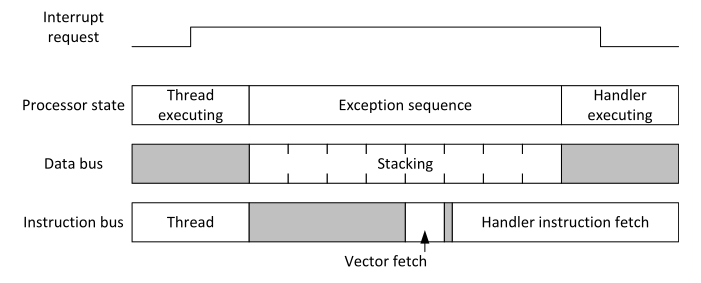 Interrupt
request
Processor state
Thread
executing
Exception sequence
Handler
executing
Data bus
Stacking
Instruction bus
Thread
Handler instruction fetch
Vector fetch